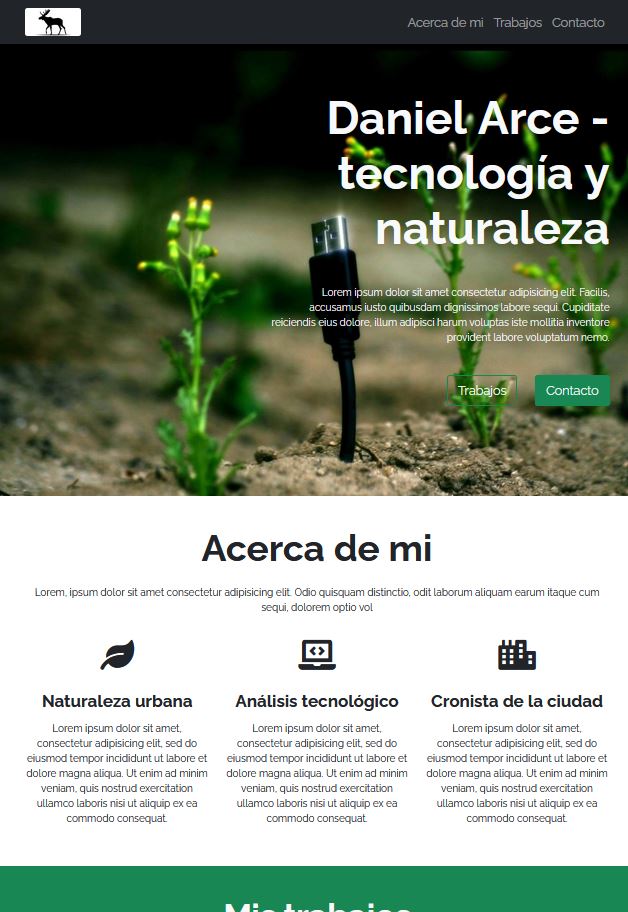 Acerca de mi Trabajos Contacto
Daniel Arce -
tecnología y
naturaleza
Lorem ipsum dolor sit amet consectetur adipisicing elit. Facilis,
accusamus iusto quibusdam dignissimos labore sequi. Cupiditate
reiciendis eius dolore, illum adipisci harum voluptas iste mollitia inventore
provident labore voluptatum nemo.
Trabajos Contacto
Acerca de mi
Lorem, ipsum dolor sit amet consectetur adipisicing elit. Odio quisquam distinctio, odit laborum aliquam earum itaque cum
sequi, dolorem optio vol
Naturaleza urbana
Lorem ipsum dolor sit amet,
consectetur adipisicing elit, sed do
eiusmod tempor incididunt ut labore et
dolore magna aliqua. Ut enim ad minim
veniam, quis nostrud exercitation
ullamco laboris nisi ut aliquip ex ea
commodo consequat.
Análisis tecnológico
Lorem ipsum dolor sit amet,
consectetur adipisicing elit, sed do
eiusmod tempor incididunt ut labore et
dolore magna aliqua. Ut enim ad minim
veniam, quis nostrud exercitation
ullamco laboris nisi ut aliquip ex ea
commodo consequat.
Cronista de la ciudad
Lorem ipsum dolor sit amet,
consectetur adipisicing elit, sed do
eiusmod tempor incididunt ut labore et
dolore magna aliqua. Ut enim ad minim
veniam, quis nostrud exercitation
ullamco laboris nisi ut aliquip ex ea
commodo consequat.
Mis trabajos